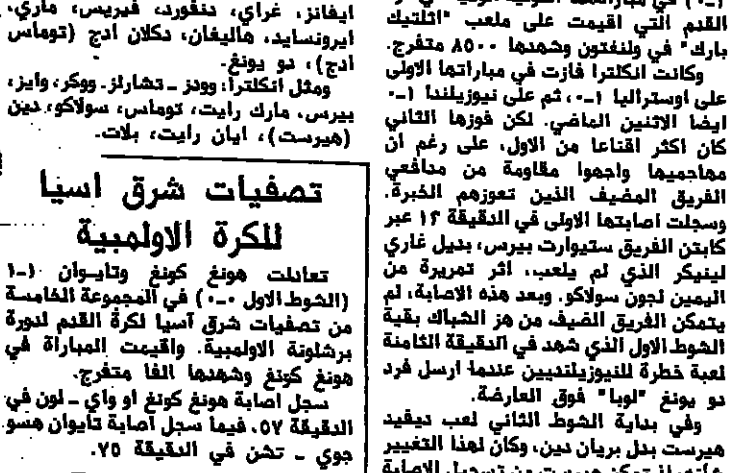 القدم التي اقيمت على ملعب "اثلتيك
بارك" في ولنغتون وشهدها ٨٥٠٠ متفرج.
وكانت انكلترا فازت في مباراتها الاولى
على اوستراليا ١-٠، ثم على نيوزيلندا ١-٠
ايضا الاثنين الماضي. لكن فوزها الثاني
كان اكثر اقناعا من الاول، على رغم أن
مهاجميها واجهوا مقاومة من مدافعي
الفريق المضيف الذين تعوزهم الخبرة.
وسجلت اصابتها الاولى في الدقيقة ١٢ عبر
كابتن الفريق ستيوارت بيرس، بديل غاري
لينيكر الذي لم يلعب، اثر تمريرة من
اليمين لجون سولاكو. وبعد هذه الاصابة، لم
يتمكن الفريق الضيف من هز الشباك بقية
الشوط الاول الذي شهد في الدقيقة الثامنة
لعبة خطرة للنيوزيلنديين عندما ارسل فرد
دو يونغ "لوبا" فوق العارضة.
وفي بداية الشوط الثاني لعب ديفيد
هيرست بدل بريان دين، وكان لهذا التغيير
ايفانز، غراي، دنفورد، فيريس، ماري،
ايرونسايد، هاليغان، دكلان ادج (توماس
ادج)، دو يونغ.
ومثل انكلترا: وودز ـ تشارلز، ووكر، وايز،
بيرس، مارك رايت، توماس، سولاكو، دين
(هيرست)، ايان رايت، بلات.
تصفيات شرق اسيا
للكرة الاولمبية
تعادلت هونغ كونغ وتايوان ١-١
(الشوط الاول ٠-٠) في المجموعة الخامسة
من تصفيات شرق آسيا لكرة القدم لدورة
برشلونة الاولمبية. واقيمت المباراة في
هونغ كونغ وشهدها الفا متفرج.
سجل اصابة هونغ كونغ او واي ـ لون في
الدقيقة ٥٧، فيما سجل اصابة تايوان هسو
جوي ـ تشن في الدقيقة ٧٥.